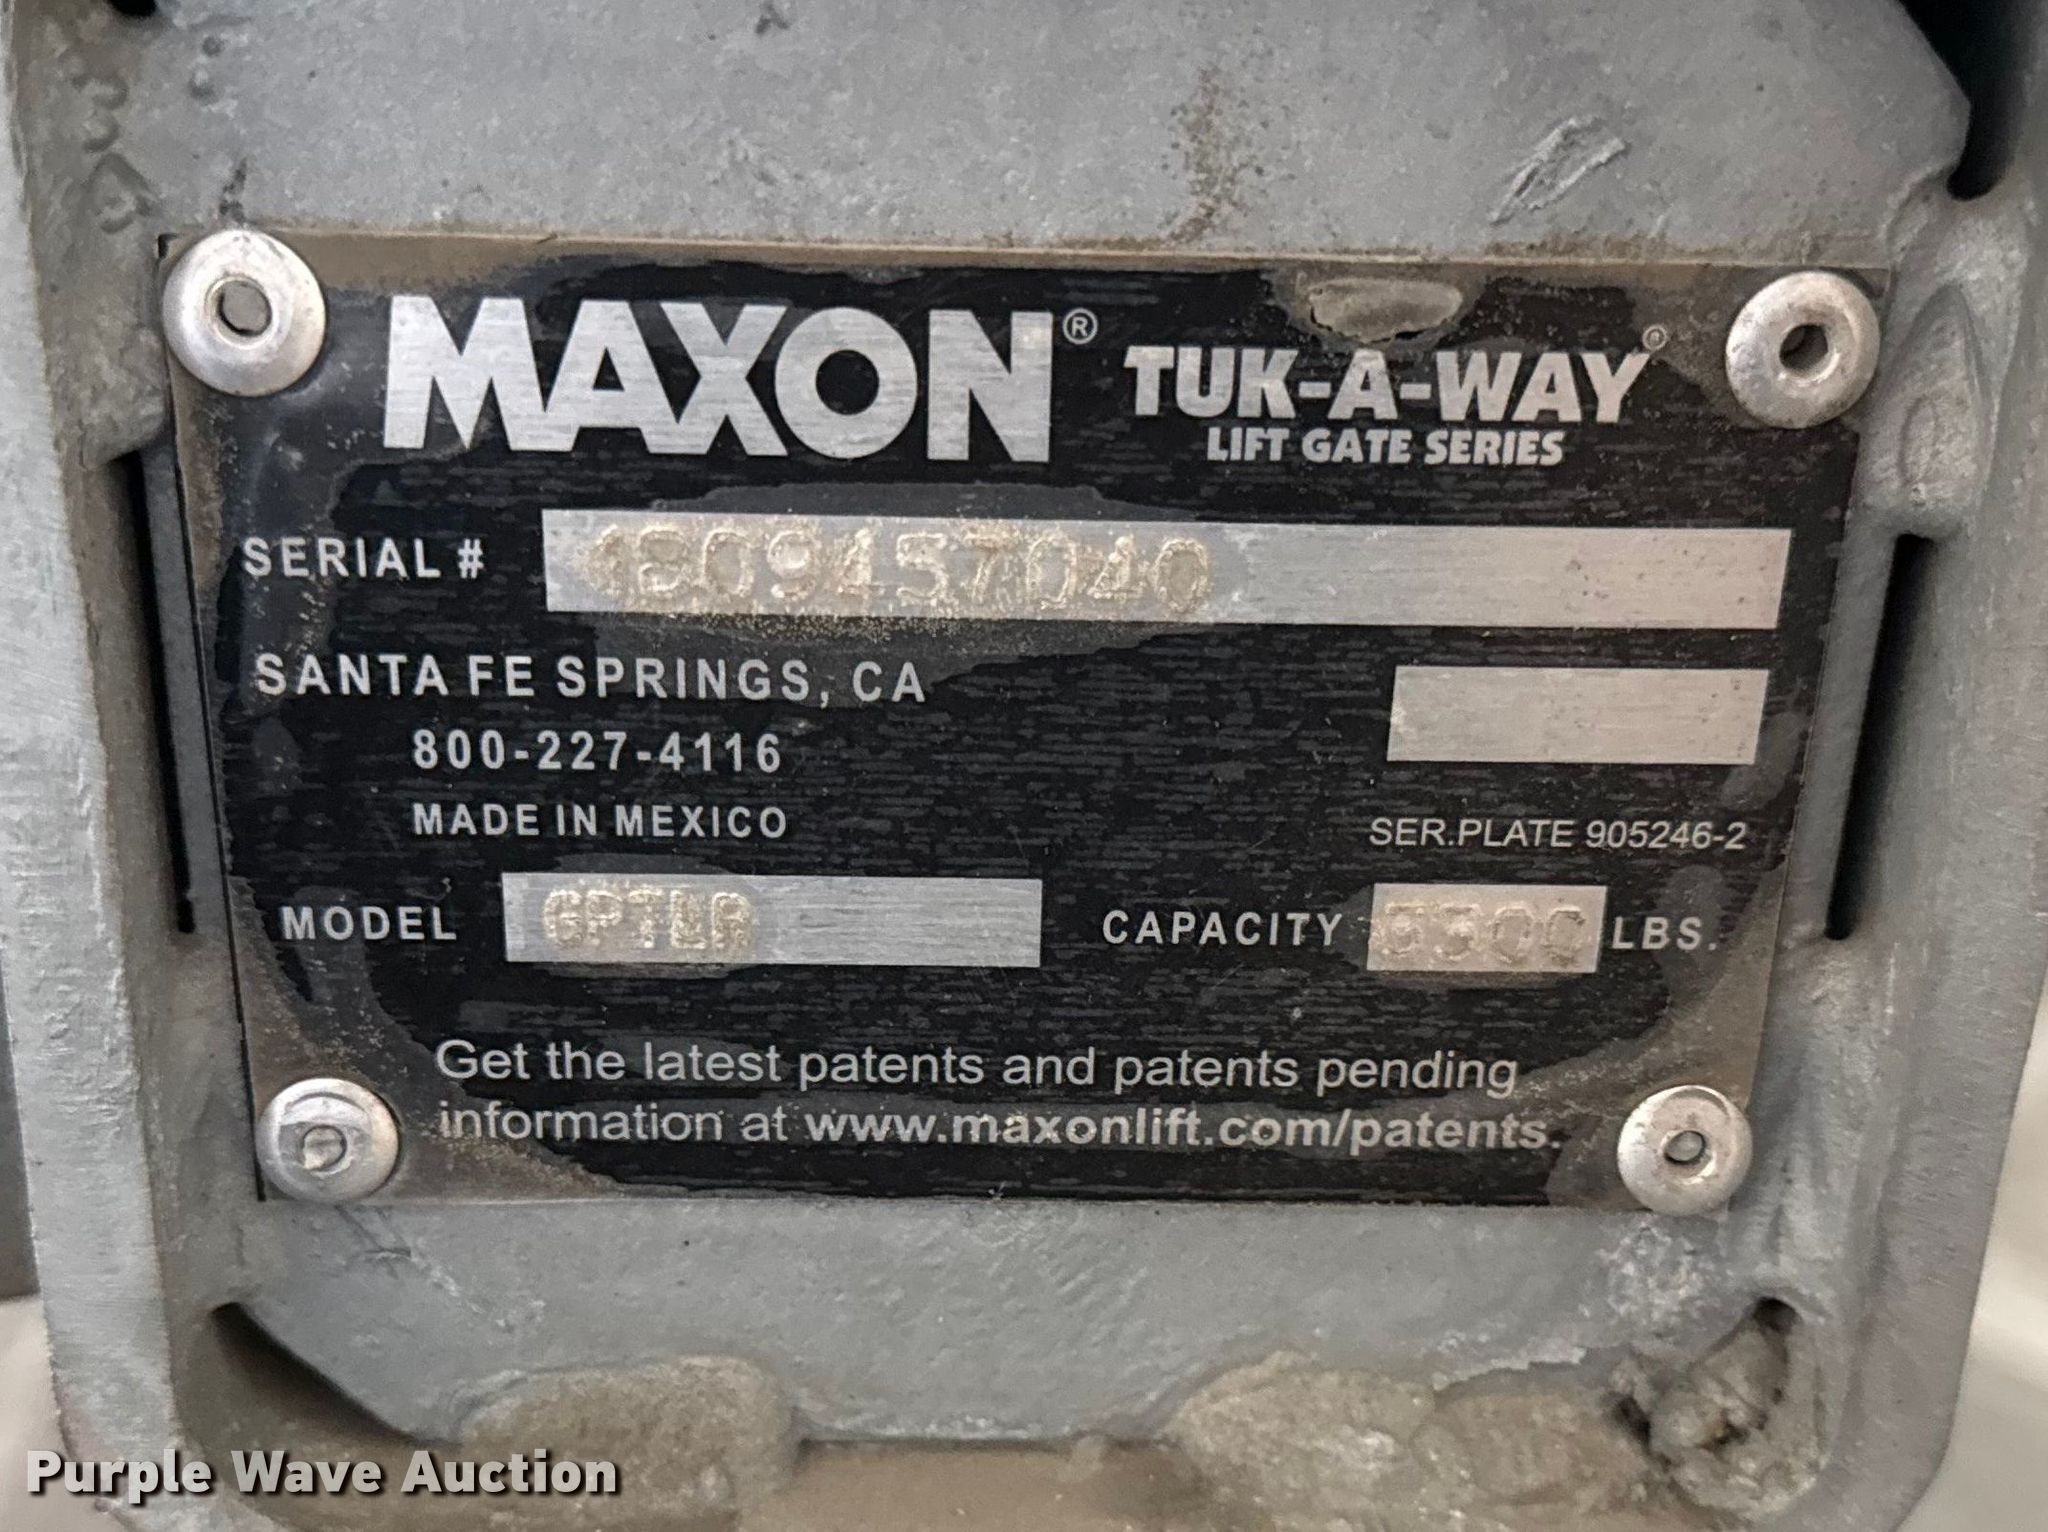 MAXON® TUK-A-WAY®
LIFT GATE SERIES
SERIAL #
SANTA FE SPRINGS, CA
800-227-4116
MADE IN MEXICO
SER.PLATE 905246-2
MODEL GPTLR
CAPACITY LBS.
Get the latest patents and patents pending
information at www.maxonlift.com/patents.
Purple Wave Auction